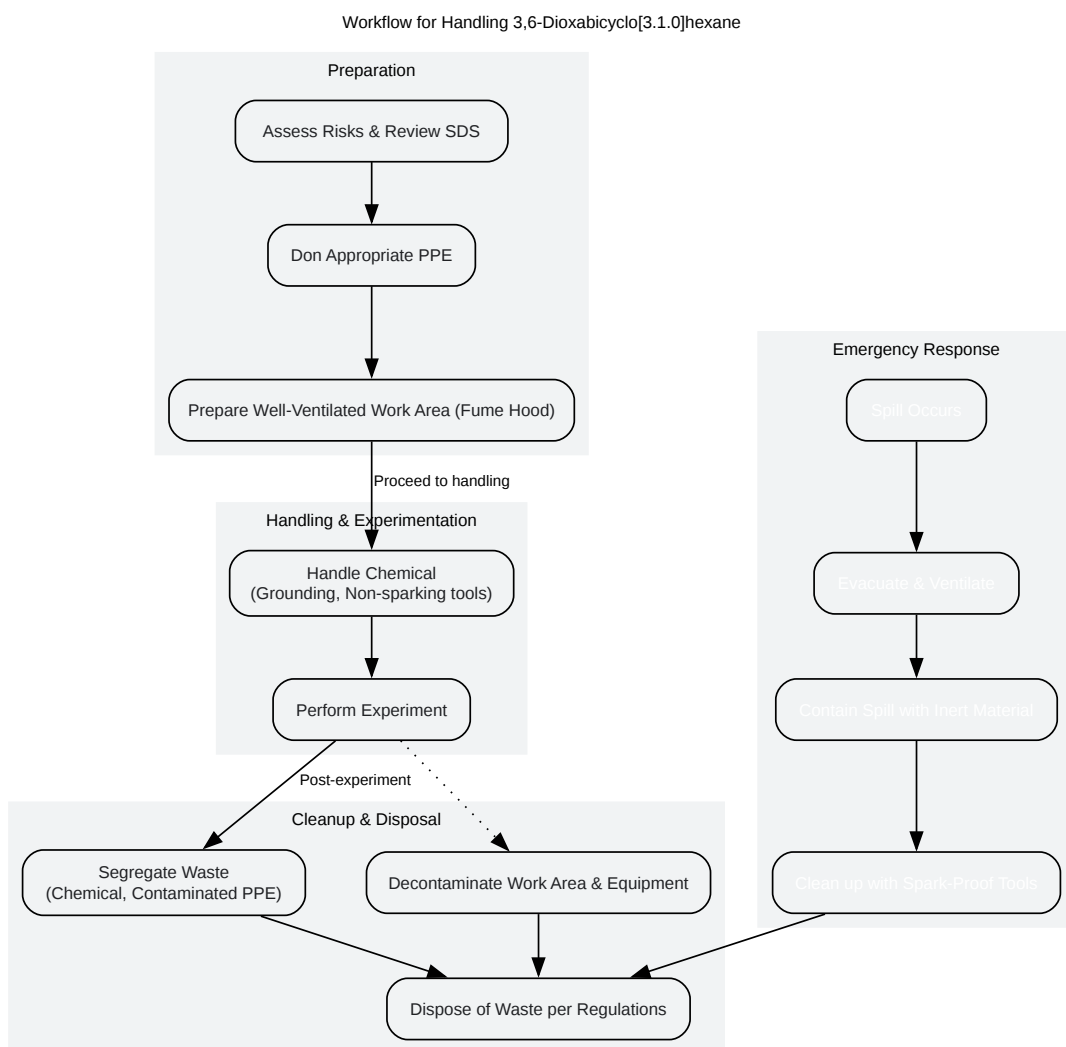 Workflow for Handling 3,6-Dioxabicyclo[3.1.0]hexane
Preparation
Assess Risks & Review SDS
Don Appropriate PPE
Prepare Well-Ventilated Work Area (Fume Hood)
Proceed to handling
Handling & Experimentation
Handle Chemical
(Grounding, Non-sparking tools)
Perform Experiment
Post-experiment
Cleanup & Disposal
Segregate Waste
(Chemical, Contaminated PPE)
Decontaminate Work Area & Equipment
Dispose of Waste per Regulations
Emergency Response
Spill Occurs
Evacuate & Ventilate
Contain Spill with Inert Material
Clean up with Spark-Proof Tools